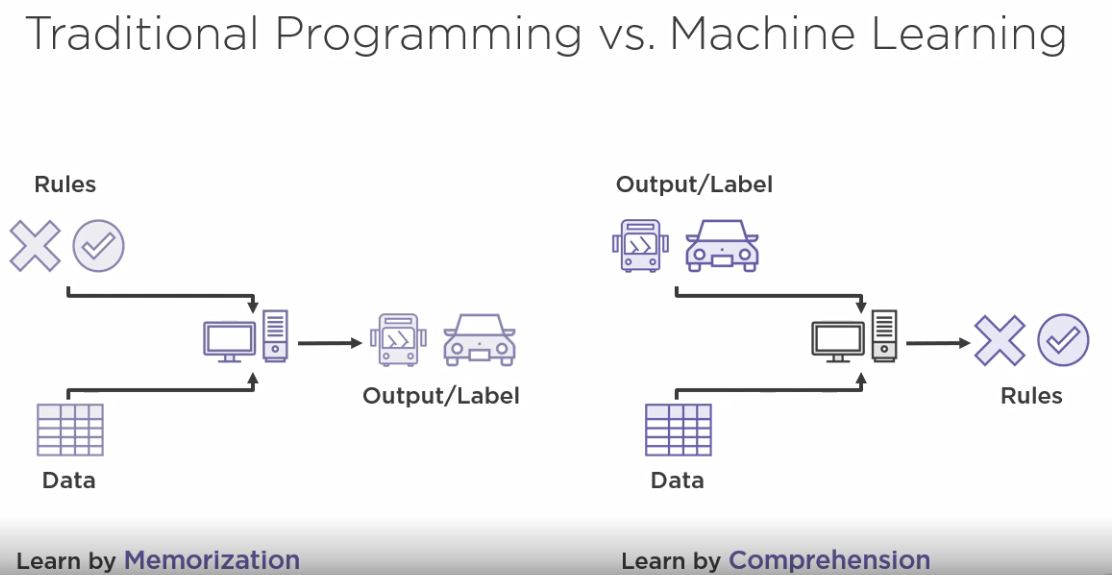 Traditional Programming vs. Machine Learning
Rules
Data
Output/Label
Learn by Memorization
Output/Label
Data
Rules
Learn by Comprehension